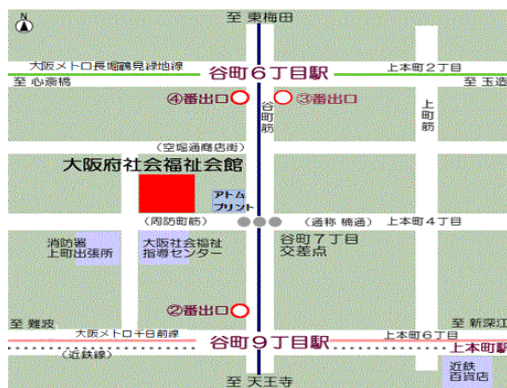 N
至 東梅田
大阪メトロ長堀鶴見緑地線
谷町6丁目駅
上本町2丁目
至 心斎橋
至 玉造
④番出口
③番出口
谷町筋
上町筋
(空堀通商店街)
大阪府社会福祉会館
アトム
プリント
(周防町筋)
(通称 楠通)
上本町4丁目
消防署
上町出張所
大阪社会福祉
指導センター
谷町7丁目
交差点
②番出口
至 難波
至 新深江
大阪メトロ千日前線
谷町9丁目駅
上本町6丁目
(近鉄線)
上本町駅
近鉄
百貨店
至 天王寺